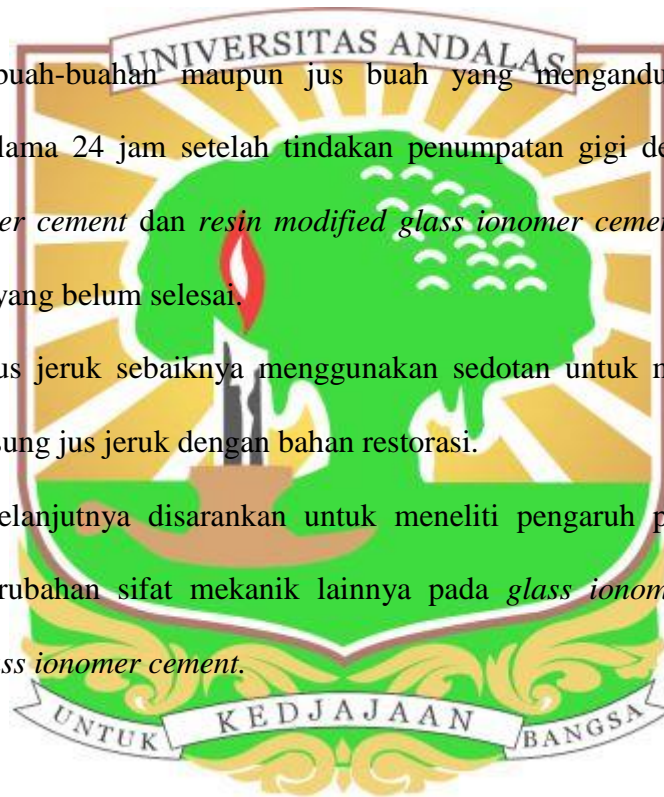 UNIVERSITAS ANDALAS
buah-buahan maupun jus buah yang mengandu
lama 24 jam setelah tindakan penumpatan gigi de
er cement dan resin modified glass ionomer cemen
yang belum selesai.
us jeruk sebaiknya menggunakan sedotan untuk m
sung jus jeruk dengan bahan restorasi.
elanjutnya disarankan untuk meneliti pengaruh p
rubahan sifat mekanik lainnya pada glass ionom
ss ionomer cement.
UNTUK KEDJAJAAN BANGSA